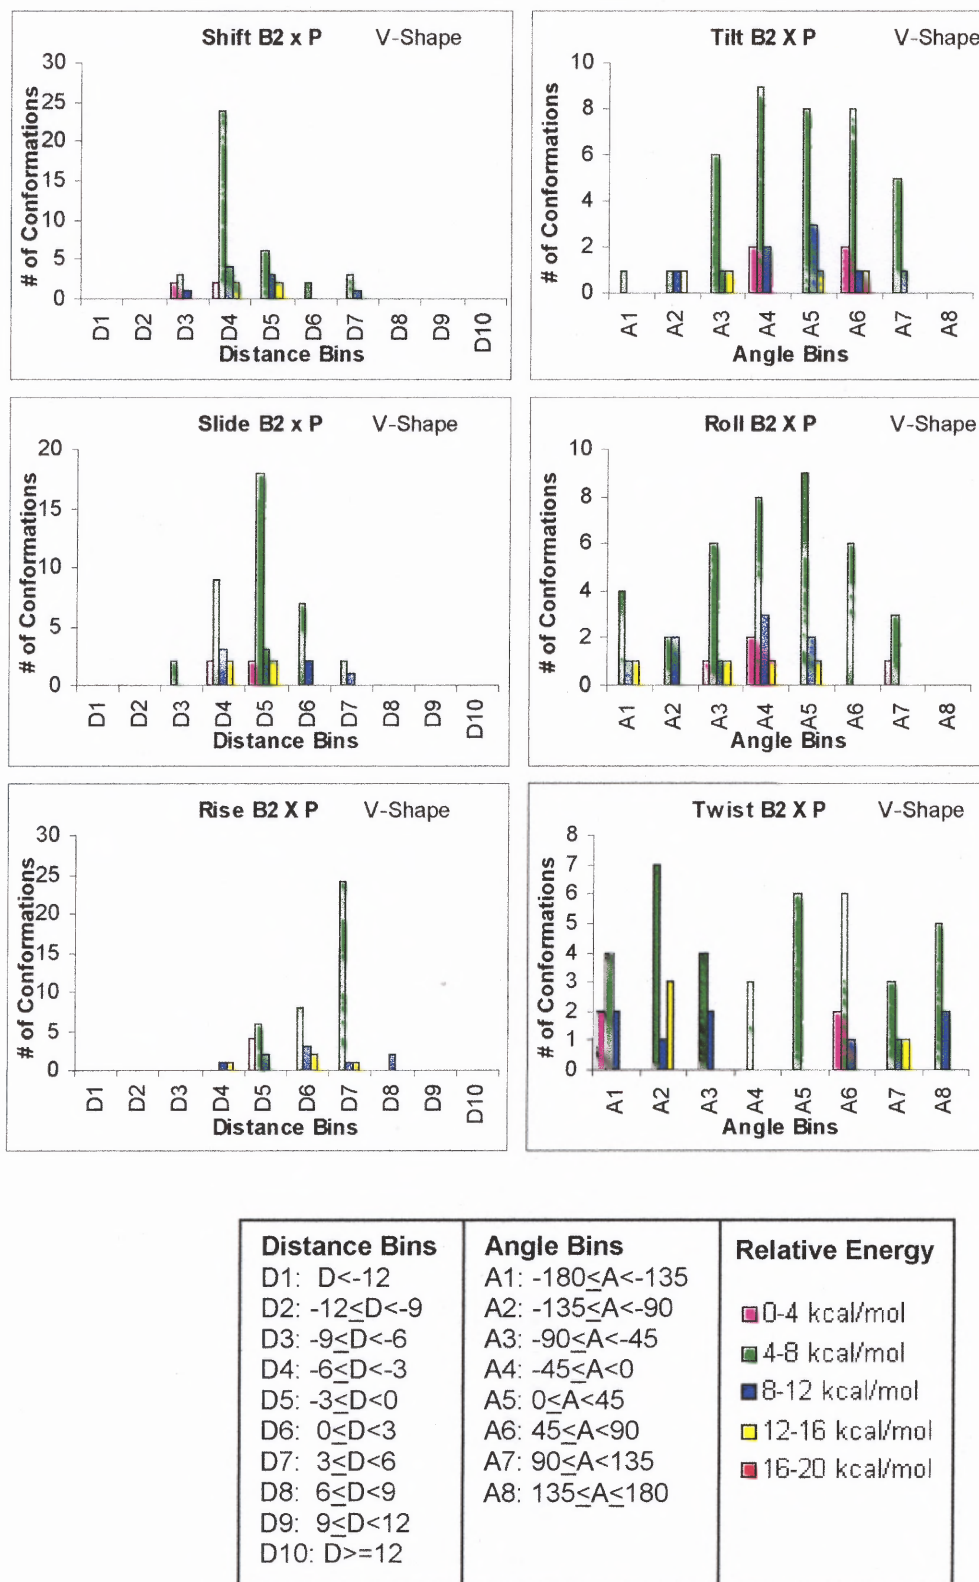 Shift B2 x P V-Shape
# of Conformations
30
25
20
15
10
5
0
D1 D2 D3 D4 D5 D6 D7 D8 D9 D10
Distance Bins
Tilt B2 X P V-Shape
# of Conformations
10
8
6
4
2
0
A1 A2 A3 A4 A5 A6 A7 A8
Angle Bins
Slide B2 x P V-Shape
# of Conformations
20
15
10
5
0
D1 D2 D3 D4 D5 D6 D7 D8 D9 D10
Distance Bins
Roll B2 X P V-Shape
# of Conformations
10
8
6
4
2
0
A1 A2 A3 A4 A5 A6 A7 A8
Angle Bins
Rise B2 X P V-Shape
# of Conformations
30
25
20
15
10
5
0
D1 D2 D3 D4 D5 D6 D7 D8 D9 D10
Distance Bins
Twist B2 X P V-Shape
# of Conformations
8
7
6
5
4
3
2
1
0
A1 A2 A3 A4 A5 A6 A7 A8
Angle Bins
Distance Bins
D1: D<-12
D2: -12≤D<-9
D3: -9≤D<-6
D4: -6≤D<-3
D5: -3≤D<0
D6: 0≤D<3
D7: 3≤D<6
D8: 6≤D<9
D9: 9≤D<12
D10: D>=12
Angle Bins
A1: -180≤A<-135
A2: -135≤A<-90
A3: -90≤A<-45
A4: -45≤A<0
A5: 0≤A<45
A6: 45≤A<90
A7: 90≤A<135
A8: 135≤A≤180
Relative Energy
0-4 kcal/mol
4-8 kcal/mol
8-12 kcal/mol
12-16 kcal/mol
16-20 kcal/mol